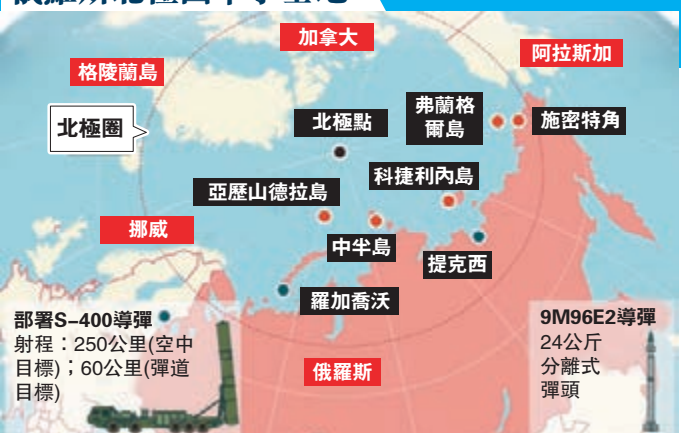 加拿大
阿拉斯加
格陵蘭島
北極圈
北極點
弗蘭格
爾島
施密特角
科捷利內島
亞歷山德拉島
挪威
中半島
提克西
羅加喬沃
俄羅斯
部署S-400導彈
射程：250公里(空中
目標)；60公里(彈道
目標)
9M96E2導彈
24公斤
分離式
彈頭